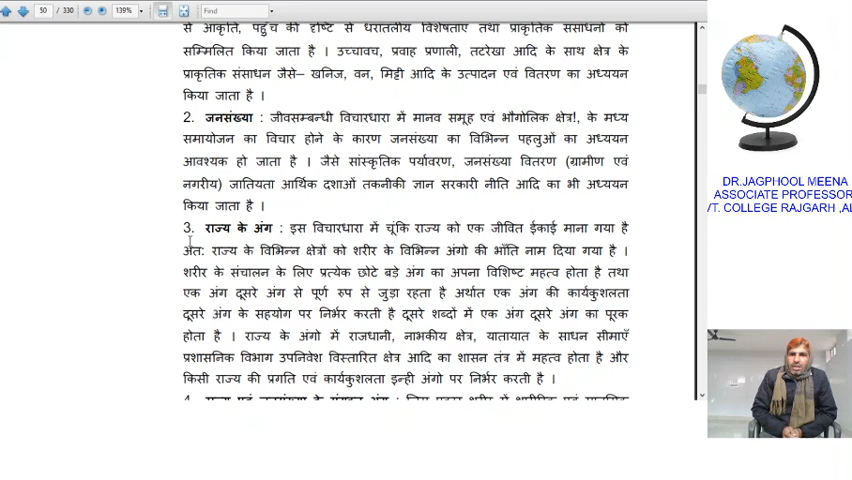 50 / 330
139%
Find
से आकृति, पहुंच की दृष्टि से धरातलीय विशेषताएं तथा प्राकृतिक संसाधनों को
सम्मिलित किया जाता है । उच्चावच, प्रवाह प्रणाली, तटरेखा आदि के साथ क्षेत्र के
प्राकृतिक संसाधन जैसे– खनिज, वन, मिट्टी आदि के उत्पादन एवं वितरण का अध्ययन
किया जाता है ।
2. जनसंख्या : जीवसम्बन्धी विचारधारा में मानव समूह एवं भौगोलिक क्षेत्र!, के मध्य
समायोजन का विचार होने के कारण जनसंख्या का विभिन्न पहलुओं का अध्ययन
आवश्यक हो जाता है । जैसे सांस्कृतिक पर्यावरण, जनसंख्या वितरण (ग्रामीण एवं
नगरीय) जातियता आर्थिक दशाओं तकनीकी ज्ञान सरकारी नीति आदि का भी अध्ययन
किया जाता है ।
3. राज्य के अंग : इस विचारधारा में चूंकि राज्य को एक जीवित ईकाई माना गया है
अंत: राज्य के विभिन्न क्षेत्रों को शरीर के विभिन्न अंगो की भाँति नाम दिया गया है ।
शरीर के संचालन के लिए प्रत्येक छोटे बड़े अंग का अपना विशिष्ट महत्व होता है तथा
एक अंग दूसरे अंग से पूर्ण रुप से जुड़ा रहता है अर्थात एक अंग की कार्यकुशलता
दूसरे अंग के सहयोग पर निर्भर करती है दूसरे शब्दों में एक अंग दूसरे अंग का पूरक
होता है । राज्य के अंगो में राजधानी, नाभकीय क्षेत्र, यातायात के साधन सीमाएँ
प्रशासनिक विभाग उपनिवेश विस्तारित क्षेत्र आदि का शासन तंत्र में महत्व होता है और
किसी राज्य की प्रगति एवं कार्यकुशलता इन्ही अंगो पर निर्भर करती है ।
DR.JAGPHOOL MEENA
ASSOCIATE PROFESSOR
VT. COLLEGE RAJGARH ,AL